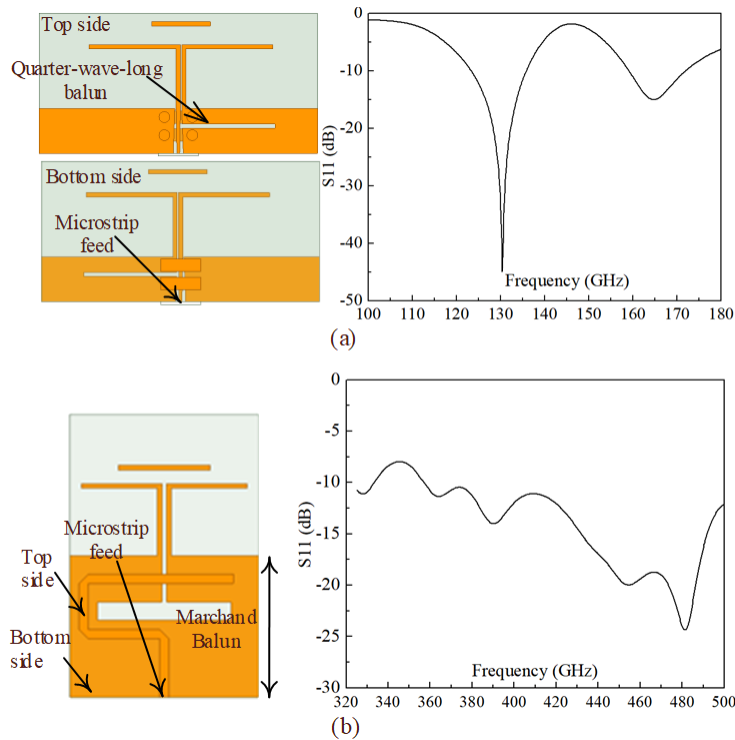 Top side
Quarter-wave-long
balun
Bottom side
Microstrip
feed
0
-10
-20
-30
-40
-50
S11 (dB)
Frequency (GHz)
100 110 120 130 140 150 160 170 180
(a)
Microstrip
feed
Top
side
Marchand
Balun
Bottom
side
0
-5
-10
-15
-20
-25
-30
S11 (dB)
Frequency (GHz)
320 340 360 380 400 420 440 460 480 500
(b)